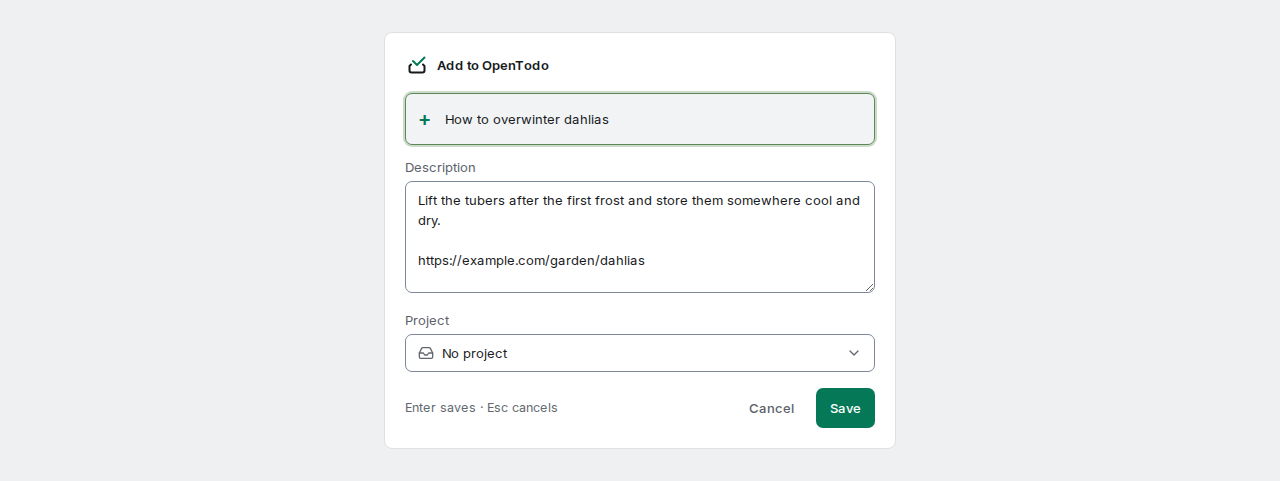 Add to OpenTodo
+ How to overwinter dahlias
Description
Lift the tubers after the first frost and store them somewhere cool and
dry.
https://example.com/garden/dahlias
Project
No project
Enter saves · Esc cancels
Cancel
Save